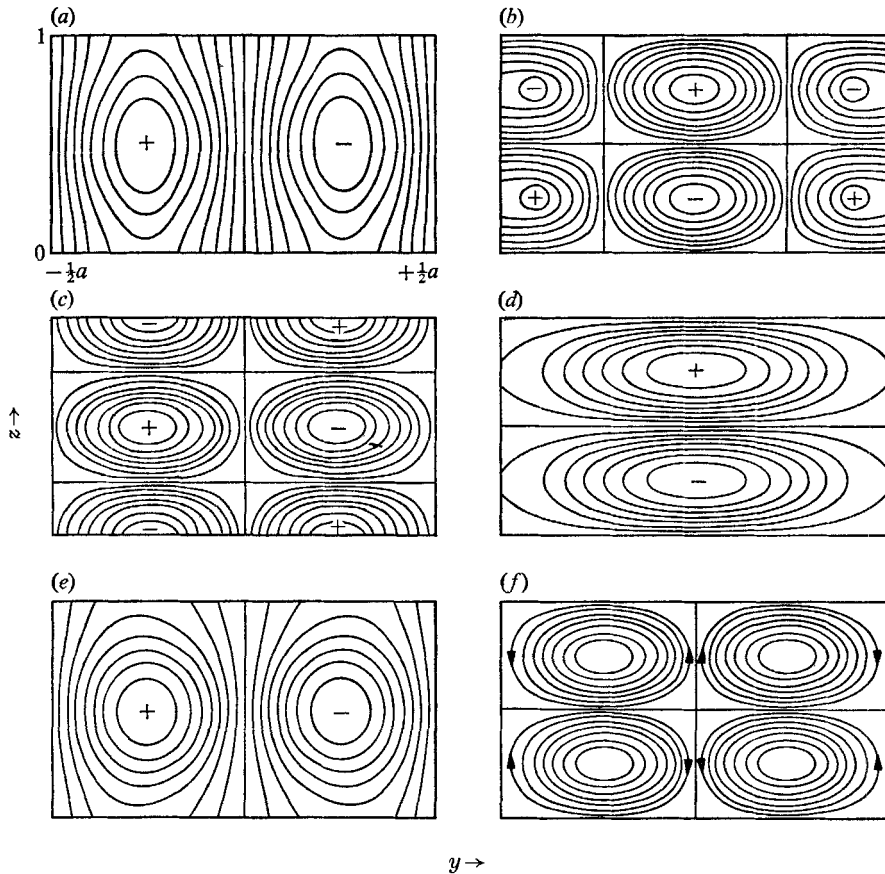 (a)
(b)
1
+
−
−
+
−
0
+
−
+
−½a
+½a
(c)
(d)
−
+
+
+
−
−
−
+
z→
(e)
(f)
+
−
y→